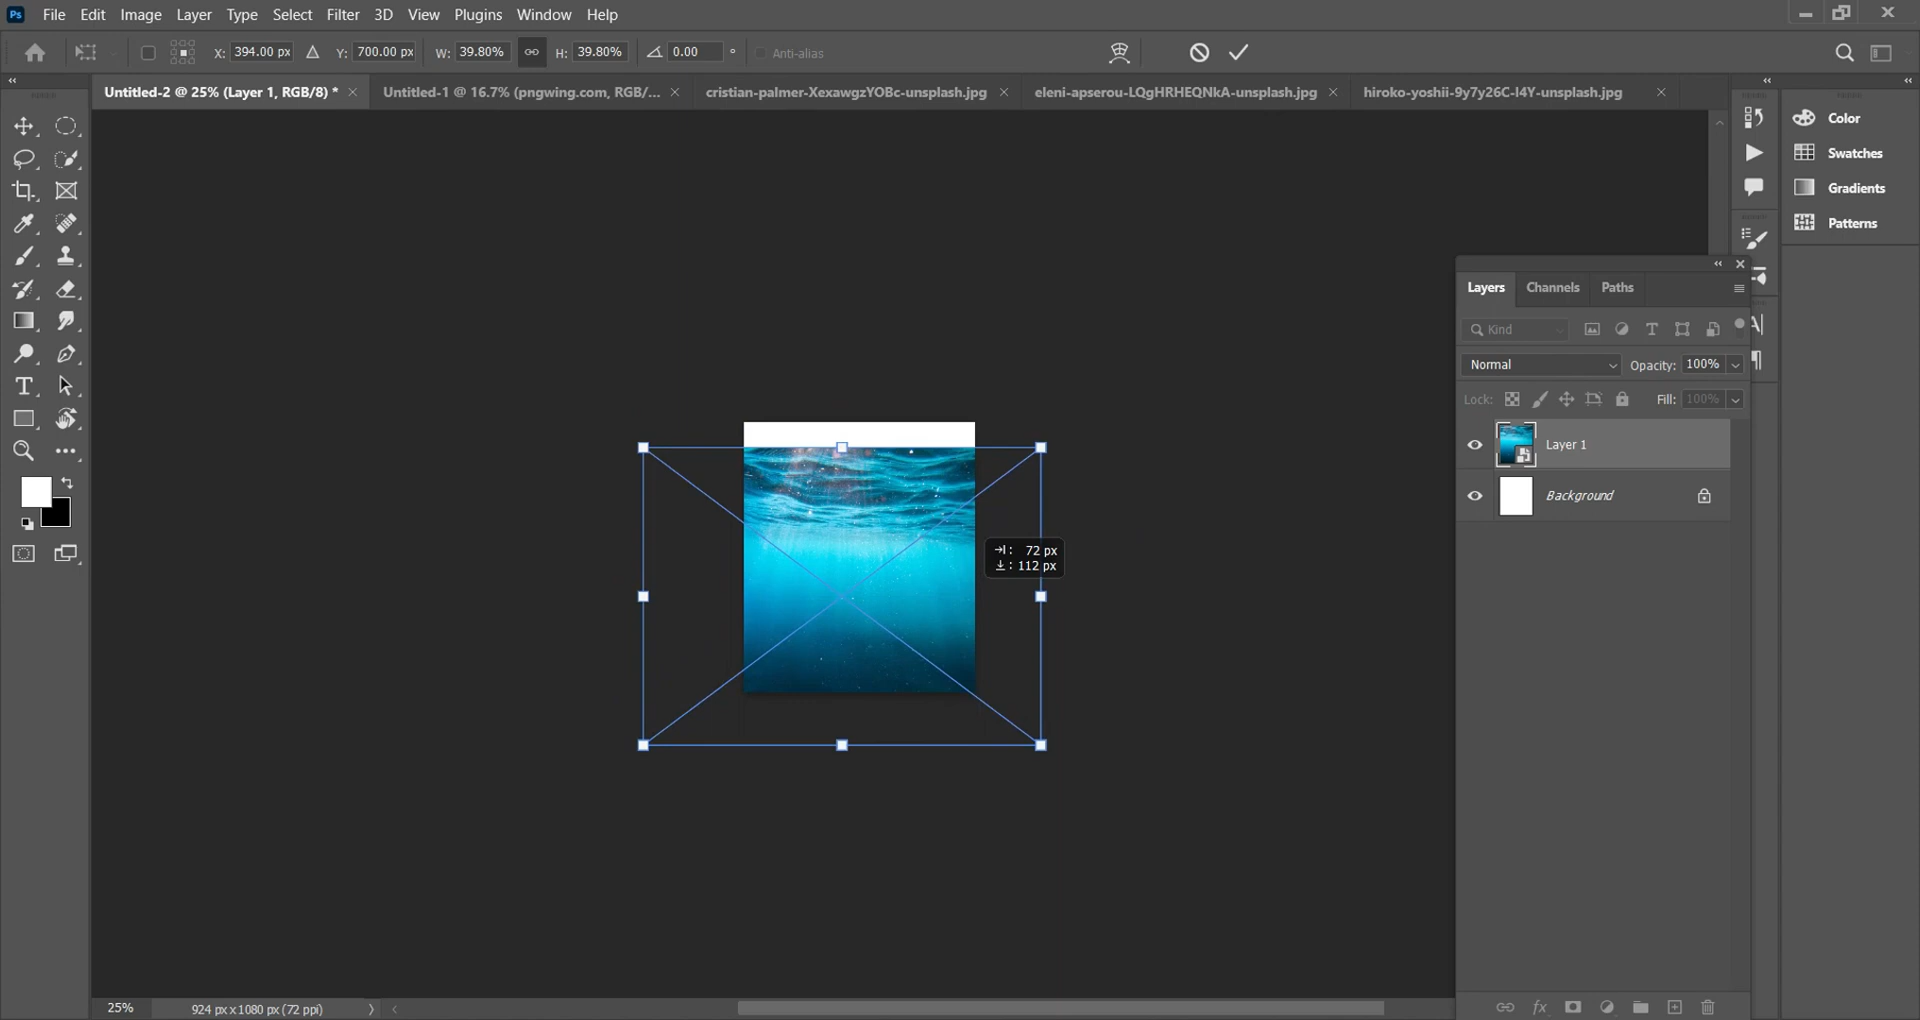 Ps File Edit Image Layer Type Select Filter 3D View Plugins Window Help
X: 394.00 px Y: 700.00 px W: 39.80% H: 39.80% 0.00 ° Anti-alias
Untitled-2 @ 25% (Layer 1, RGB/8) * Untitled-1 @ 16.7% (pngwing.com, RGB/... cristian-palmer-XexawgzYOBc-unsplash.jpg eleni-apserou-LQgHRHEQNkA-unsplash.jpg hiroko-yoshii-9y7y26C-l4Y-unsplash.jpg
Color
Swatches
Gradients
Patterns
Layers Channels Paths
Kind
Normal Opacity: 100%
Lock: Fill: 100%
Layer 1
Background
: 72 px
: 112 px
25% 924 px x 1080 px (72 ppi)